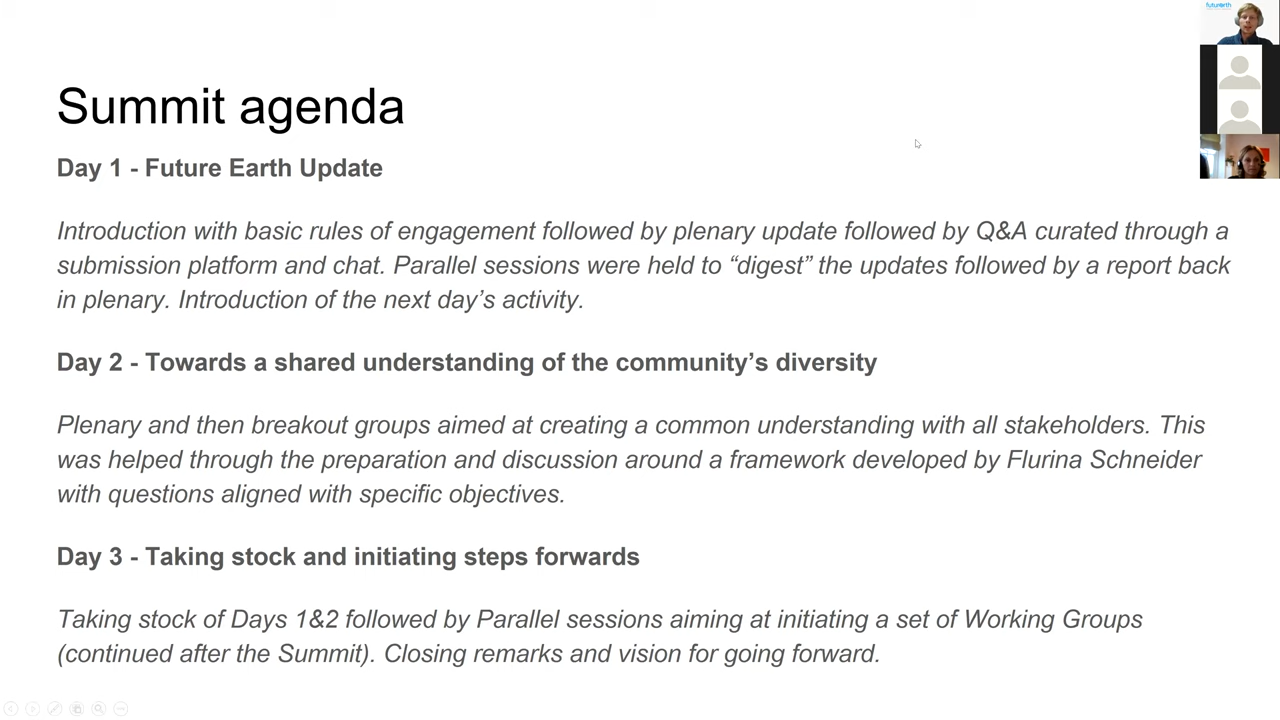 futurerth
Summit agenda
Day 1 - Future Earth Update
Introduction with basic rules of engagement followed by plenary update followed by Q&A curated through a
submission platform and chat. Parallel sessions were held to “digest” the updates followed by a report back
in plenary. Introduction of the next day’s activity.
Day 2 - Towards a shared understanding of the community’s diversity
Plenary and then breakout groups aimed at creating a common understanding with all stakeholders. This
was helped through the preparation and discussion around a framework developed by Flurina Schneider
with questions aligned with specific objectives.
Day 3 - Taking stock and initiating steps forwards
Taking stock of Days 1&2 followed by Parallel sessions aiming at initiating a set of Working Groups
(continued after the Summit). Closing remarks and vision for going forward.